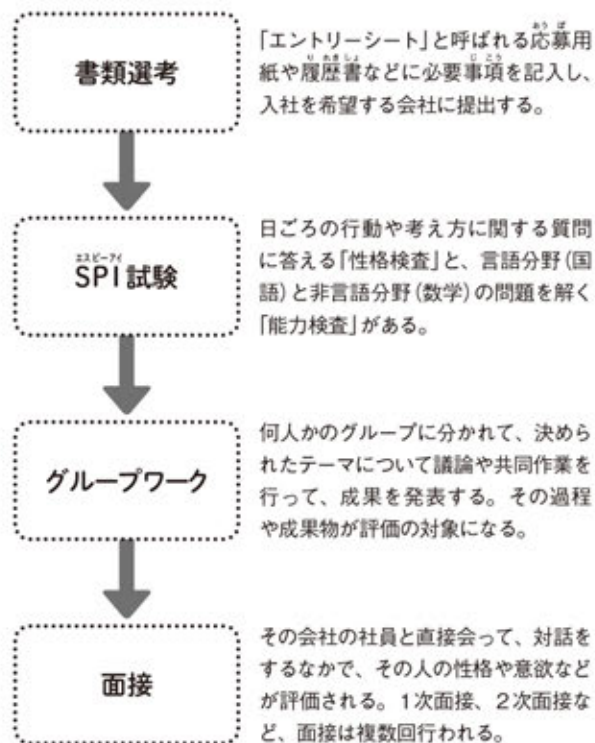 書類選考
「エントリーシート」と呼ばれる応募用
紙や履歴書などに必要事項を記入し、
入社を希望する会社に提出する。
SPI試験
日ごろの行動や考え方に関する質問
に答える「性格検査」と、言語分野(国
語)と非言語分野(数学)の問題を解く
「能力検査」がある。
グループワーク
何人かのグループに分かれて、決めら
れたテーマについて議論や共同作業を
行って、成果を発表する。その過程
や成果物が評価の対象になる。
面接
その会社の社員と直接会って、対話を
するなかで、その人の性格や意欲など
が評価される。1次面接、2次面接な
ど、面接は複数回行われる。